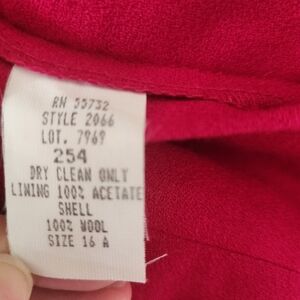 RN 55732
STYLE 2066
LOT. 7969
254
DRY CLEAN ONLY
LINING 100% ACETATE
SHELL
100% WOOL
SIZE 16 A